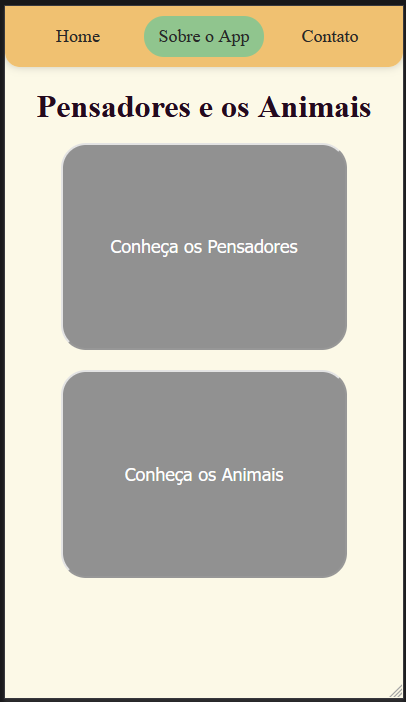 Home Sobre o App Contato
Pensadores e os Animais
Conheça os Pensadores
Conheça os Animais